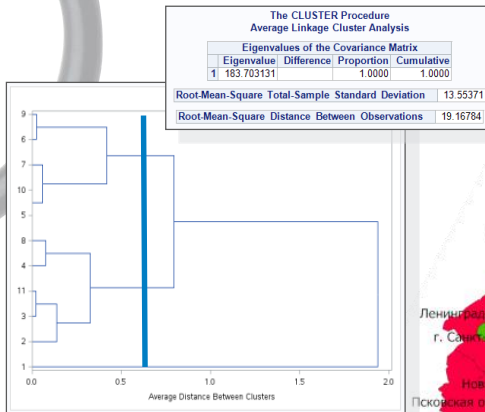 The CLUSTER Procedure
Average Linkage Cluster Analysis
Eigenvalues of the Covariance Matrix
Eigenvalue Difference Proportion Cumulative
1 183.703131 1.0000 1.0000
Root-Mean-Square Total-Sample Standard Deviation 13.55371
Root-Mean-Square Distance Between Observations 19.16784
9
6
7
10
5
8
4
11
3
2
1
0.0 0.5 1.0 1.5 2.0
Average Distance Between Clusters
Ленинград
г. Санкт
Нов
Псковская о